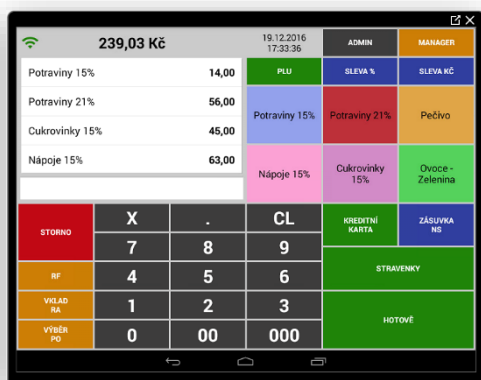 239,03 Kč
19.12.2016
17:33:36
ADMIN
MANAGER
Potraviny 15% 14,00
Potraviny 21% 56,00
Cukrovinky 15% 45,00
Nápoje 15% 63,00
PLU
SLEVA %
SLEVA KČ
Potraviny 15%
Potraviny 21%
Pečivo
Nápoje 15%
Cukrovinky
15%
Ovoce -
Zelenina
STORNO
X
.
CL
KREDITNÍ
KARTA
ZÁSUVKA
NS
7
8
9
RF
4
5
6
STRAVENKY
VKLAD
RA
1
2
3
HOTOVĚ
VÝBĚR
PO
0
00
000